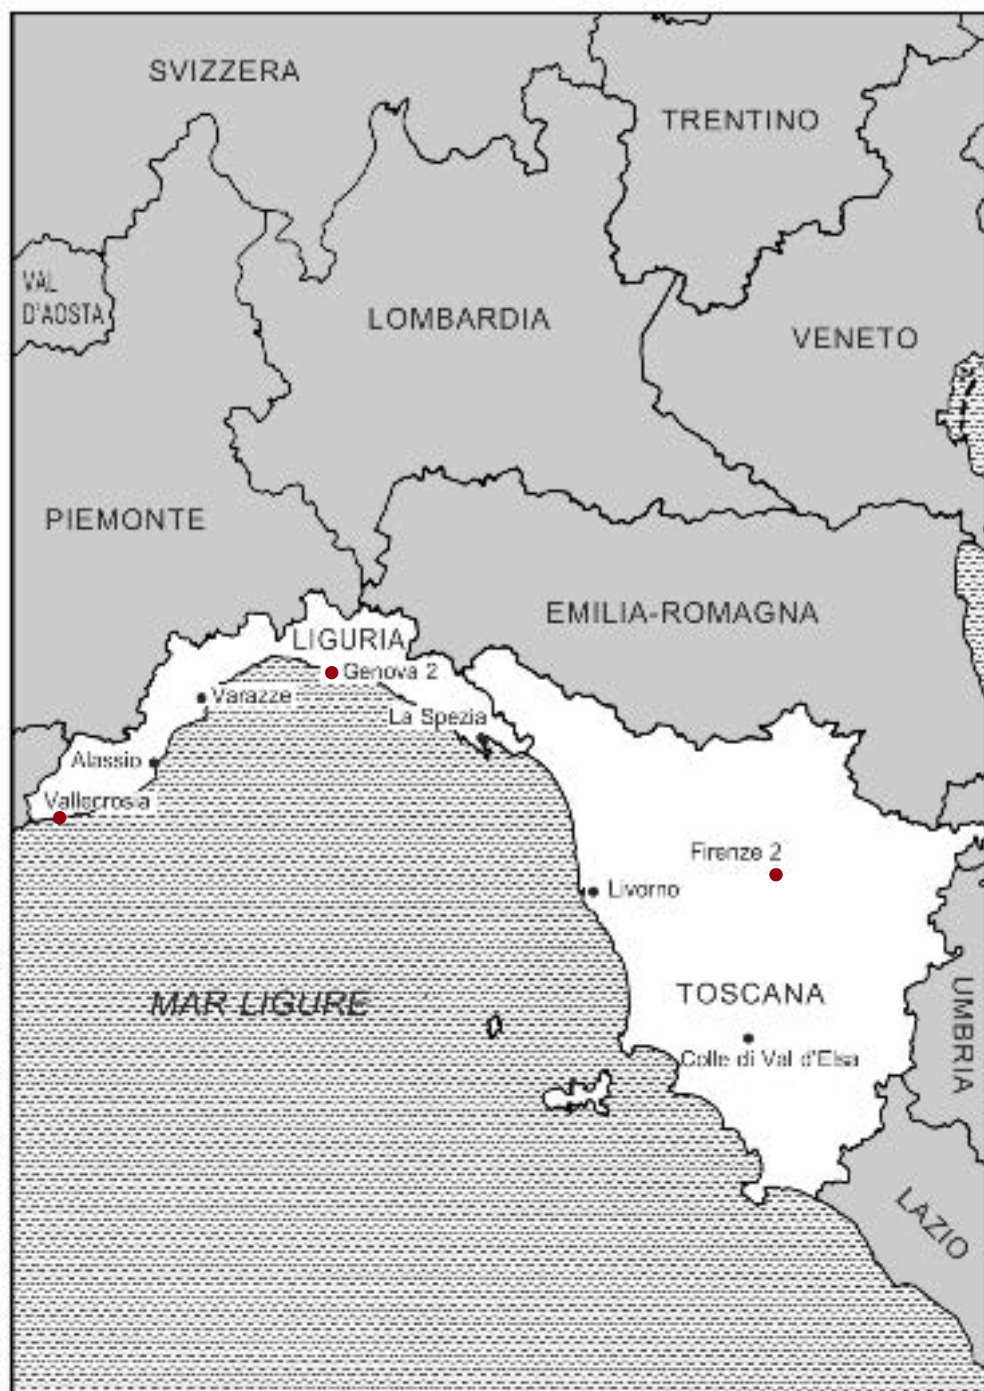 SVIZZERA
TRENTINO
VAL
D'AOSTA
LOMBARDIA
VENETO
PIEMONTE
EMILIA-ROMAGNA
LIGURIA
Genova 2
Varazze
La Spezia
Alassio
Vallecrosia
Firenze 2
Livorno
MAR LIGURE
TOSCANA
UMBRIA
Colle di Val d'Elsa
LAZIO